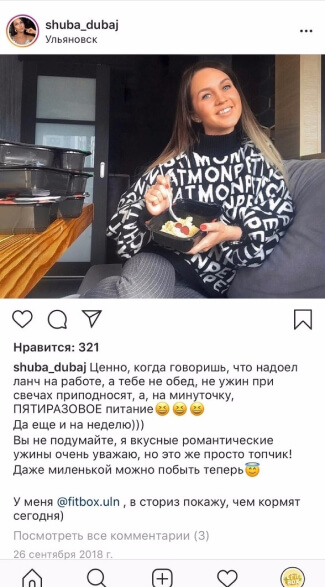 shuba_dubaj
Ульяновск
MONP
ATMONP
Нравится: 321
shuba_dubaj Ценно, когда говоришь, что надоел
ланч на работе, а тебе не обед, не ужин при
свечах приподносят, а, на минуточку,
ПЯТИРАЗОВОЕ питание😆😆😆
Да еще и на неделю)))
Вы не подумайте, я вкусные романтические
ужины очень уважаю, но это же просто топчик!
Даже миленькой можно побыть теперь😇
У меня @fitbox.uln , в сториз покажу, чем кормят
сегодня)
Посмотреть все комментарии (3)
26 сентября 2018 г.